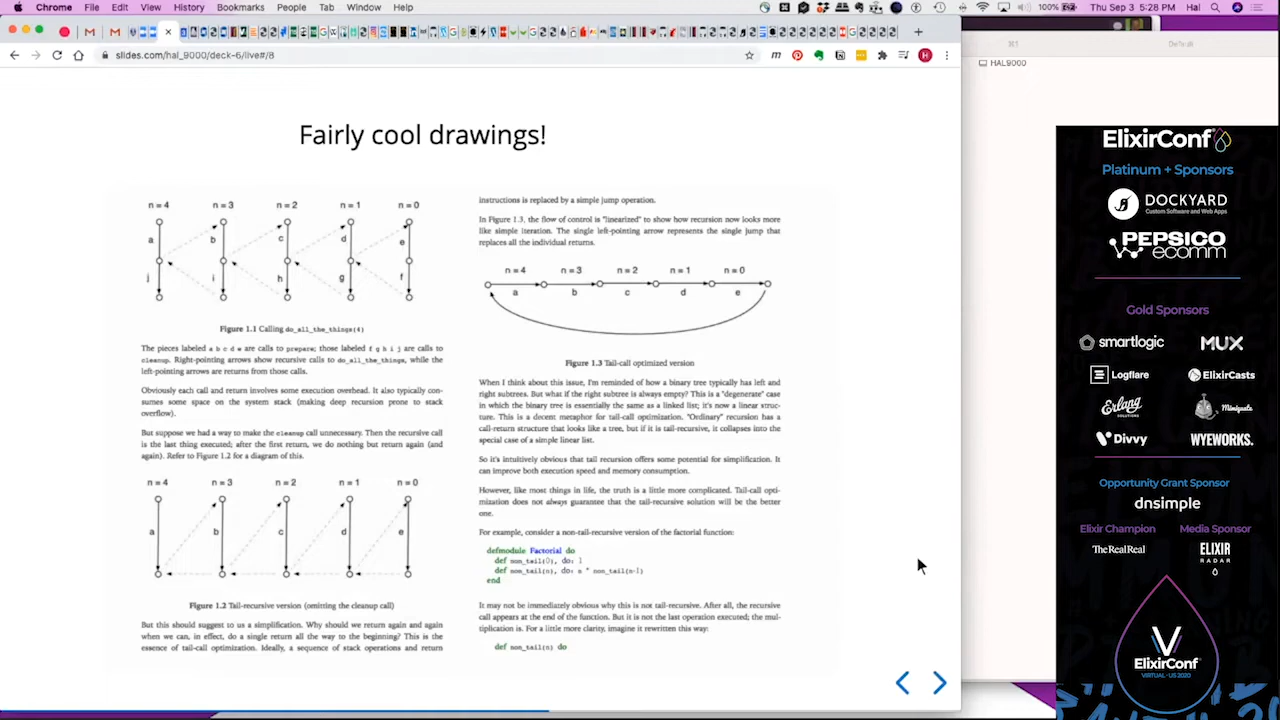 Chrome File Edit View History Bookmarks People Tab Window Help
100% Thu Sep 3 5:28 PM Hal
slides.com/hal_9000/deck-6/live#/8
Default
HAL9000
Fairly cool drawings!
n = 4 n = 3 n = 2 n = 1 n = 0
a b c d e
j i h g f
Figure 1.1 Calling do_all_the_things(4)
The pieces labeled a b c d e are calls to prepare; those labeled f g h i j are calls to
cleanup. Right-pointing arrows show recursive calls to do_all_the_things, while the
left-pointing arrows are returns from those calls.
Obviously each call and return involves some execution overhead. It also typically con-
sumes some space on the system stack (making deep recursion prone to stack
overflow).
But suppose we had a way to make the cleanup call unnecessary. Then the recursive call
is the last thing executed; after the first return, we do nothing but return again (and
again). Refer to Figure 1.2 for a diagram of this.
n = 4 n = 3 n = 2 n = 1 n = 0
a b c d e
Figure 1.2 Tail-recursive version (omitting the cleanup call)
But this should suggest to us a simplification. Why should we return again and again
when we can, in effect, do a single return all the way to the beginning? This is the
essence of tail-call optimization. Ideally, a sequence of stack operations and return
instructions is replaced by a simple jump operation.
In Figure 1.3, the flow of control is "linearized" to show how recursion now looks more
like simple iteration. The single left-pointing arrow represents the single jump that
replaces all the individual returns.
n = 4 n = 3 n = 2 n = 1 n = 0
a b c d e
Figure 1.3 Tail-call optimized version
When I think about this issue, I'm reminded of how a binary tree typically has left and
right subtrees. But what if the right subtree is always empty? This is a "degenerate" case
in which the binary tree is essentially the same as a linked list; it's now a linear struc-
ture. This is a decent metaphor for tail-call optimization. "Ordinary" recursion has a
call-return structure that looks like a tree, but if it is tail-recursive, it collapses into the
special case of a simple linear list.
So it's intuitively obvious that tail recursion offers some potential for simplification. It
can improve both execution speed and memory consumption.
However, like most things in life, the truth is a little more complicated. Tail-call opti-
mization does not always guarantee that the tail-recursive solution will be the better
one.
For example, consider a non-tail-recursive version of the factorial function:
defmodule Factorial do
def non_tail(0), do: 1
def non_tail(n), do: n * non_tail(n-1)
end
It may not be immediately obvious why this is not tail-recursive. After all, the recursive
call appears at the end of the function. But it is not the last operation executed; the mul-
tiplication is. For a little more clarity, imagine it rewritten this way:
def non_tail(n) do
ElixirConf
Platinum + Sponsors
DOCKYARD
Custom Software and Web Apps
PEPSICO
ecomm
Gold Sponsors
smartlogic MUX
Logflare ElixirCasts
Erlang
SOLUTIONS
Divvy WYEWORKS.
Opportunity Grant Sponsor
dnsimple
Elixir Champion Media Sponsor
TheRealReal ELIXIR
RADAR
ElixirConf
VIRTUAL • US 2020